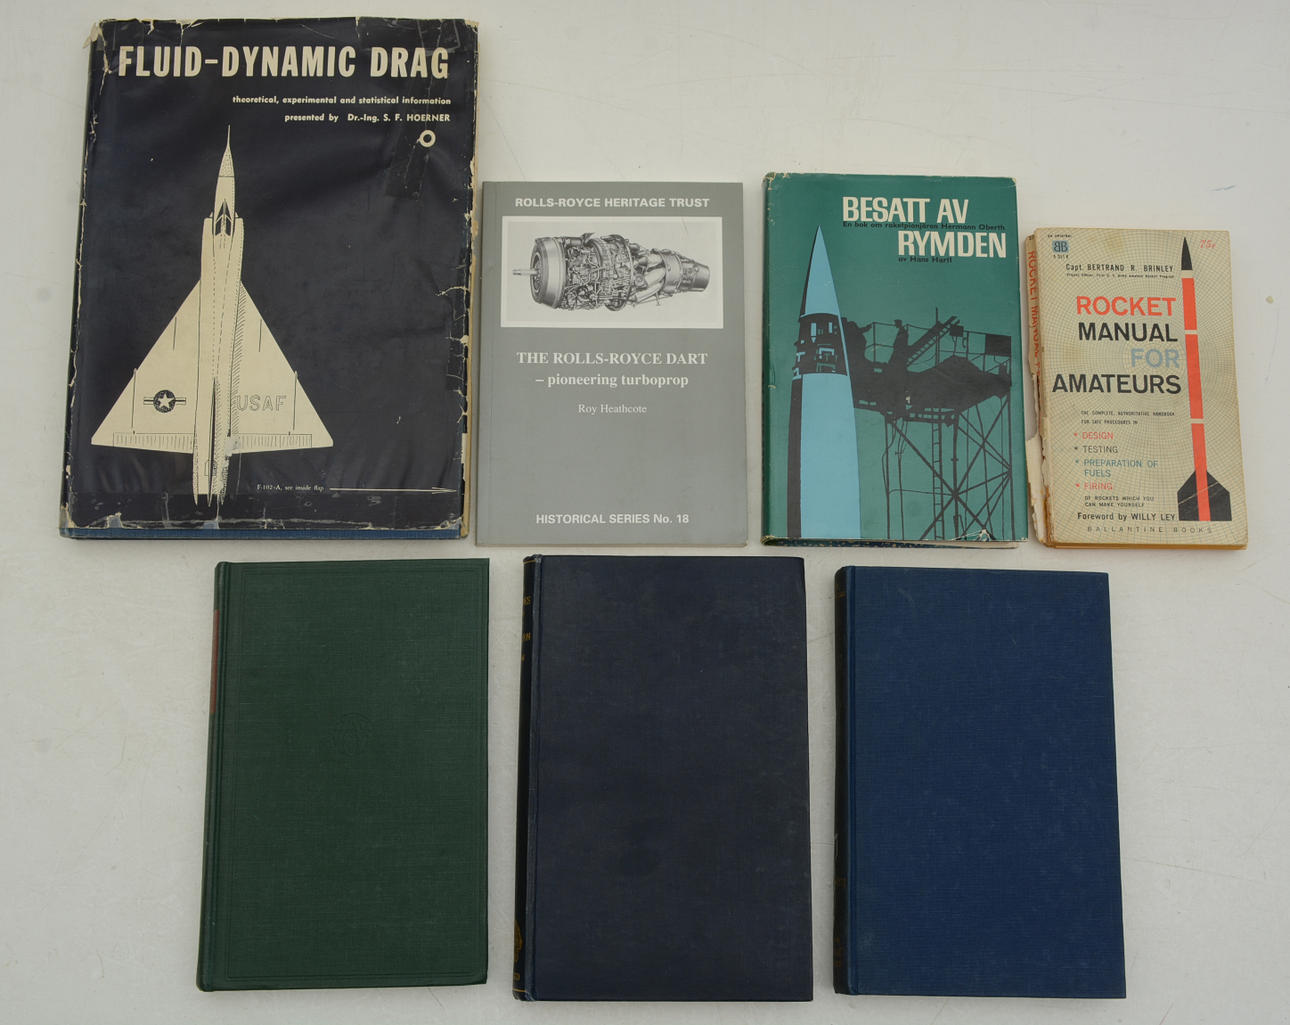 FLUID-DYNAMIC DRAG
theoretical, experimental and statistical information
presented by Dr.-Ing. S. F. HOERNER
USAF
F-102-A, see inside flap
ROLLS-ROYCE HERITAGE TRUST
THE ROLLS-ROYCE DART
– pioneering turboprop
Roy Heathcote
HISTORICAL SERIES No. 18
BESATT AV
En bok om raketpionjären Hermann Oberth
RYMDEN
av Hans Hartl
BB
75¢
Capt. BERTRAND R. BRINLEY
ROCKET
MANUAL
FOR
AMATEURS
THE COMPLETE, AUTHORITATIVE HANDBOOK
FOR SAFE PROCEDURES IN
* DESIGN
* TESTING
* PREPARATION OF
FUELS
* FIRING
OF ROCKETS WHICH YOU
CAN MAKE YOURSELF
Foreword by WILLY LEY
BALLANTINE BOOKS